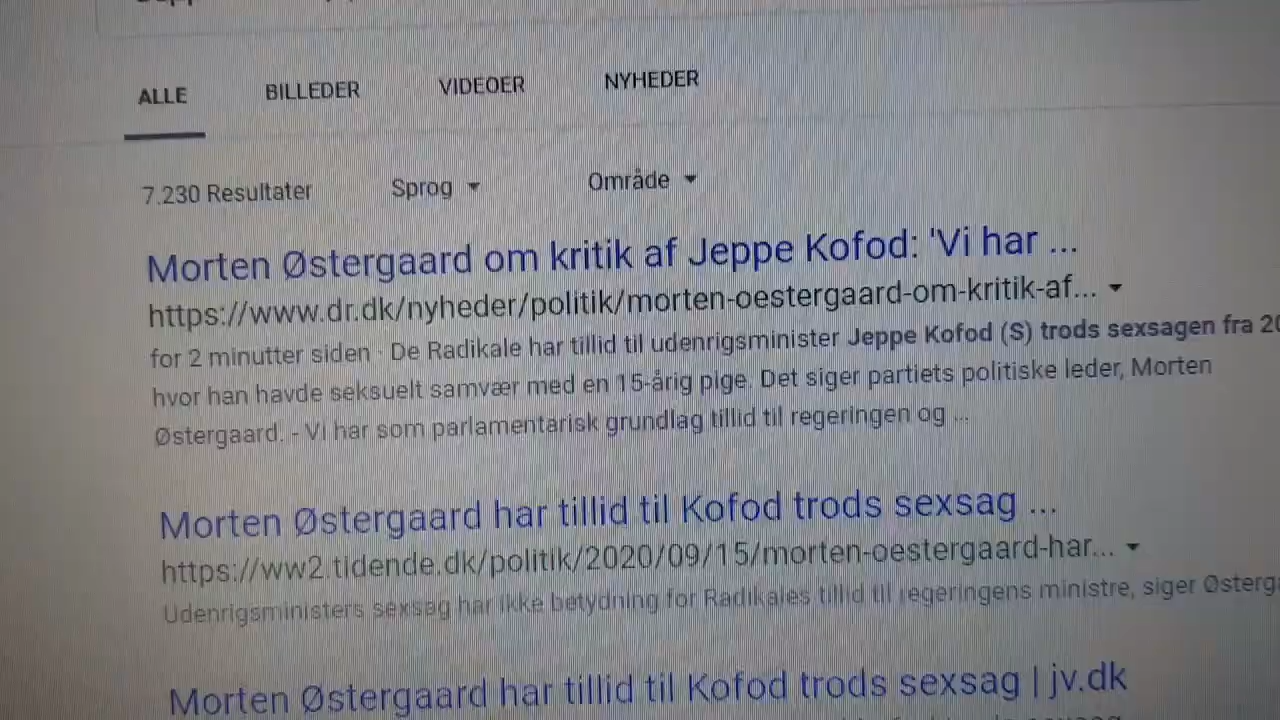 ALLE BILLEDER VIDEOER NYHEDER
7.230 Resultater Sprog Område
Morten Østergaard om kritik af Jeppe Kofod: 'Vi har ...
https://www.dr.dk/nyheder/politik/morten-oestergaard-om-kritik-af...
for 2 minutter siden · De Radikale har tillid til udenrigsminister Jeppe Kofod (S) trods sexsagen fra 20
hvor han havde seksuelt samvær med en 15-årig pige. Det siger partiets politiske leder, Morten
Østergaard. - Vi har som parlamentarisk grundlag tillid til regeringen og ...
Morten Østergaard har tillid til Kofod trods sexsag ...
https://ww2.tidende.dk/politik/2020/09/15/morten-oestergaard-har...
Udenrigsministers sexsag har ikke betydning for Radikales tillid til regeringens ministre, siger Østerga
Morten Østergaard har tillid til Kofod trods sexsag | jv.dk